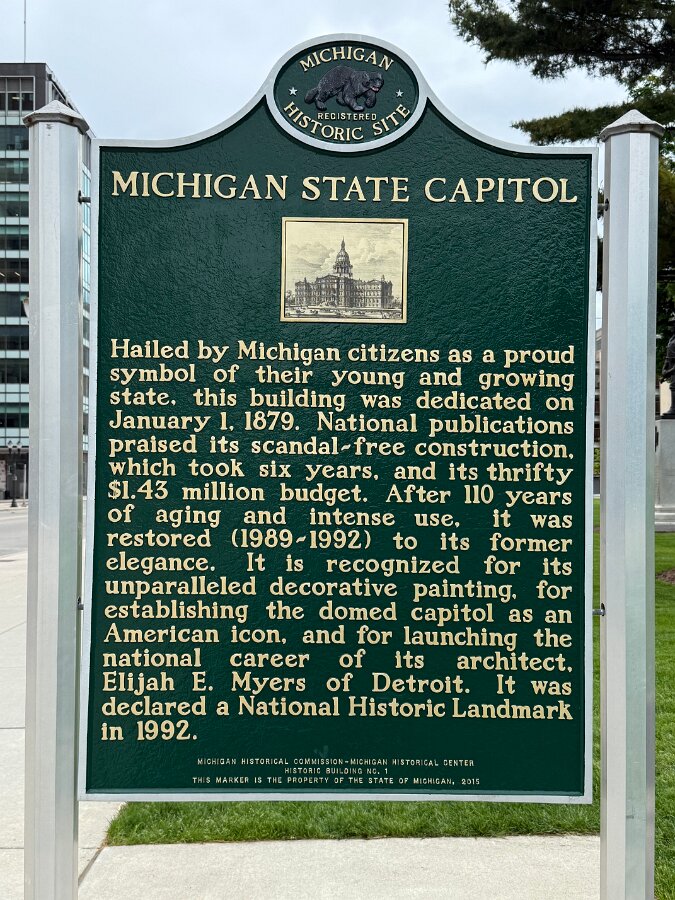 MICHIGAN
REGISTERED
HISTORIC SITE
MICHIGAN STATE CAPITOL
Hailed by Michigan citizens as a proud
symbol of their young and growing
state, this building was dedicated on
January 1, 1879. National publications
praised its scandal-free construction,
which took six years, and its thrifty
$1.43 million budget. After 110 years
of aging and intense use, it was
restored (1989-1992) to its former
elegance. It is recognized for its
unparalleled decorative painting, for
establishing the domed capitol as an
American icon, and for launching the
national career of its architect,
Elijah E. Myers of Detroit. It was
declared a National Historic Landmark
in 1992.
MICHIGAN HISTORICAL COMMISSION-MICHIGAN HISTORICAL CENTER
HISTORIC BUILDING NO. 1
THIS MARKER IS THE PROPERTY OF THE STATE OF MICHIGAN, 2015